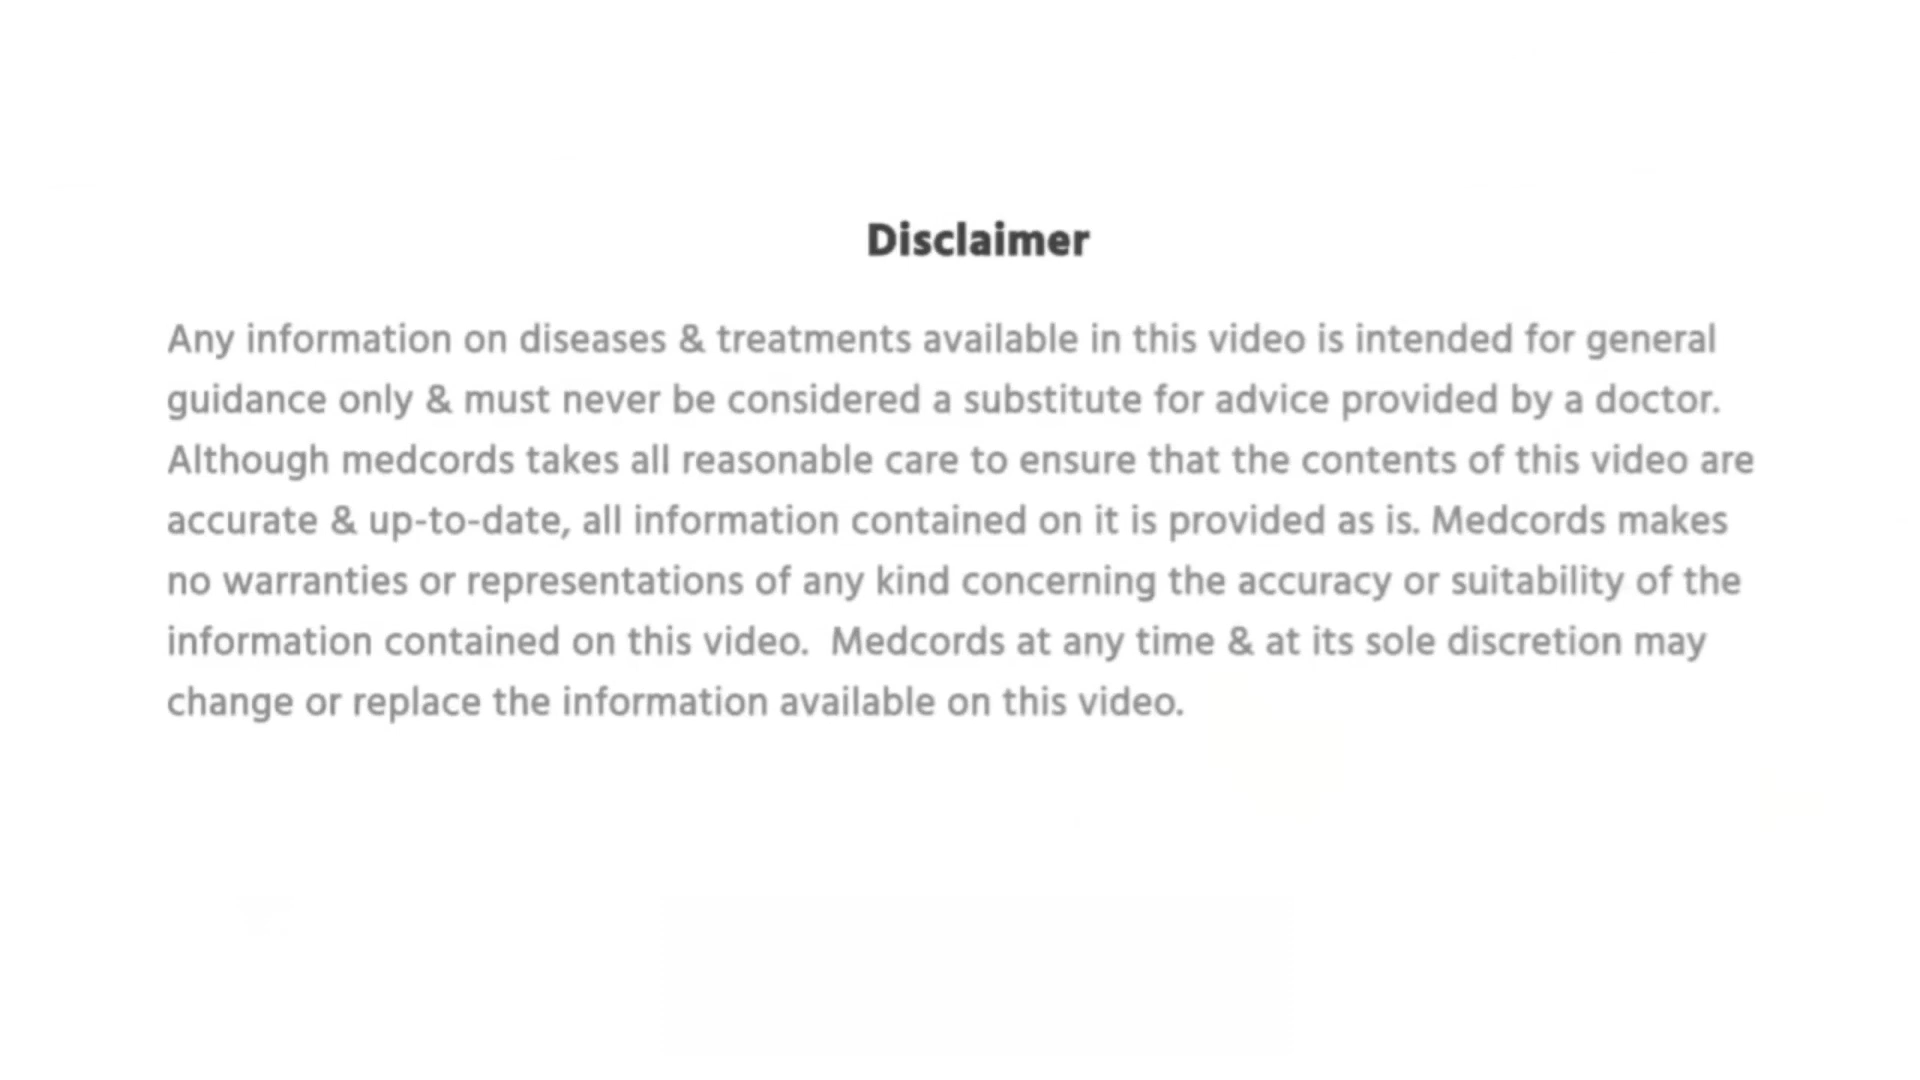 Disclaimer
Any information on diseases & treatments available in this video is intended for general
guidance only & must never be considered a substitute for advice provided by a doctor.
Although medcords takes all reasonable care to ensure that the contents of this video are
accurate & up-to-date, all information contained on it is provided as is. Medcords makes
no warranties or representations of any kind concerning the accuracy or suitability of the
information contained on this video.  Medcords at any time & at its sole discretion may
change or replace the information available on this video.